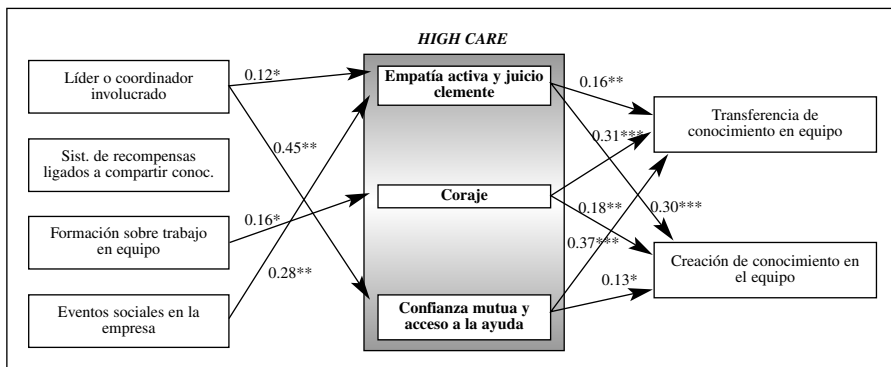 HIGH CARE
Líder o coordinador
involucrado
Sist. de recompensas
ligados a compartir conoc.
Formación sobre trabajo
en equipo
Eventos sociales en la
empresa
0.12*
0.45**
0.16*
0.28**
Empatía activa y juicio
clemente
Coraje
Confianza mutua y
acceso a la ayuda
0.16**
0.31***
0.18**
0.30***
0.37***
0.13*
Transferencia de
conocimiento en equipo
Creación de conocimiento en
el equipo